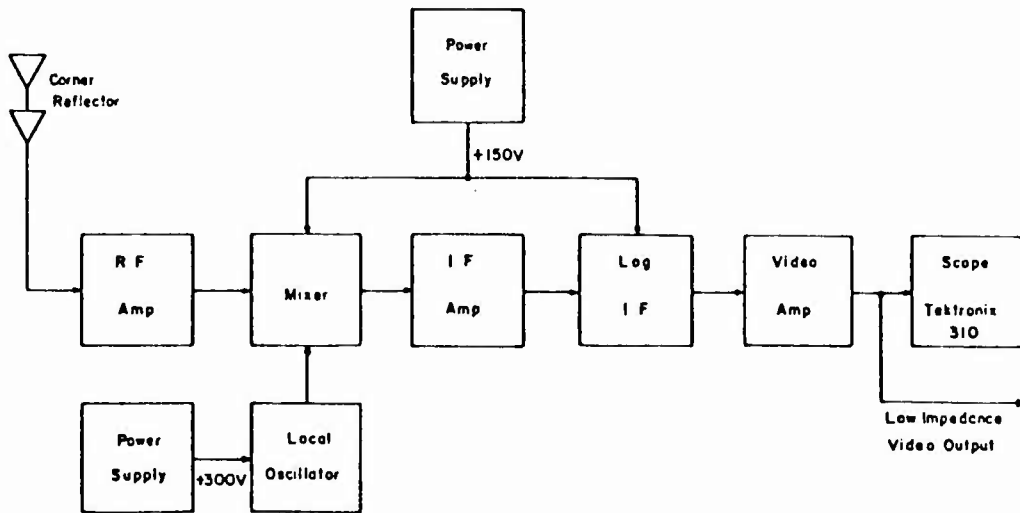 Power
Supply
Corner
Reflector
+150V
R F
Amp
Mixer
I F
Amp
Log
I F
Video
Amp
Scope
Tektronix
310
Power
Supply
+300V
Local
Oscillator
Low Impedence
Video Output